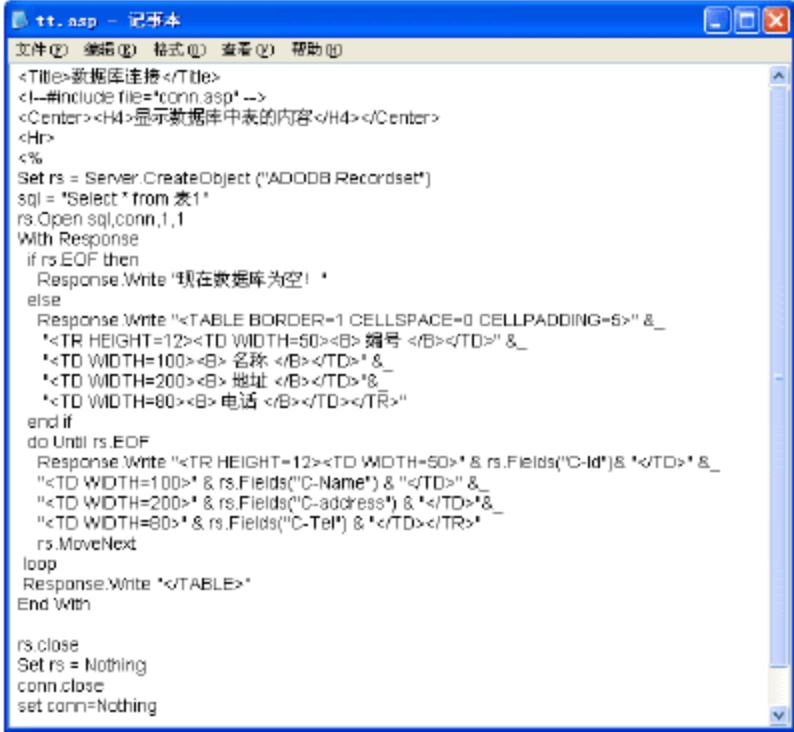 tt.asp - 记事本
文件(F) 编辑(E) 格式(O) 查看(V) 帮助(H)
<Title>数据库连接</Title>
<!--#include file="conn.asp" -->
<Center><H4>显示数据库中表的内容</H4></Center>
<Hr>
<%
Set rs = Server.CreateObject ("ADODB.Recordset")
sql = "Select * from 表1"
rs.Open sql,conn,1,1
With Response
if rs.EOF then
Response.Write "现在数据库为空！"
else
Response.Write "<TABLE BORDER=1 CELLSPACE=0 CELLPADDING=5>" &_
"<TR HEIGHT=12><TD WIDTH=50><B> 编号 </B></TD>" &_
"<TD WIDTH=100><B> 名称 </B></TD>" &_
"<TD WIDTH=200><B> 地址 </B></TD>"&_
"<TD WIDTH=80><B> 电话 </B></TD></TR>"
end if
do Until rs.EOF
Response.Write "<TR HEIGHT=12><TD WIDTH=50>" & rs.Fields("C-Id")& "</TD>" &_
"<TD WIDTH=100>" & rs.Fields("C-Name") & "</TD>" &_
"<TD WIDTH=200>" & rs.Fields("C-address") & "</TD>"&_
"<TD WIDTH=80>" & rs.Fields("C-Tel") & "</TD></TR>"
rs.MoveNext
loop
Response.Write "</TABLE>"
End With
rs.close
Set rs = Nothing
conn.close
set conn=Nothing